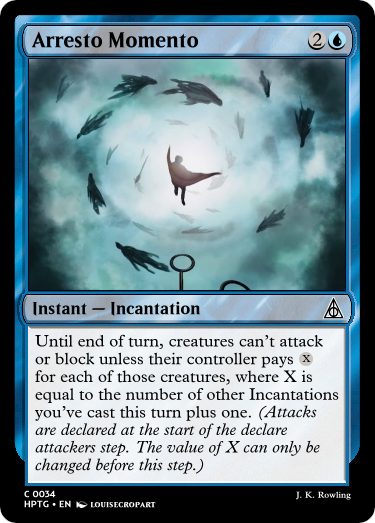 Arresto Momento 2
Instant — Incantation
Until end of turn, creatures can't attack
or block unless their controller pays X
for each of those creatures, where X is
equal to the number of other Incantations
you've cast this turn plus one. (Attacks
are declared at the start of the declare
attackers step. The value of X can only be
changed before this step.)
C 0034
J. K. Rowling
HPTG • EN LOUISECROPART